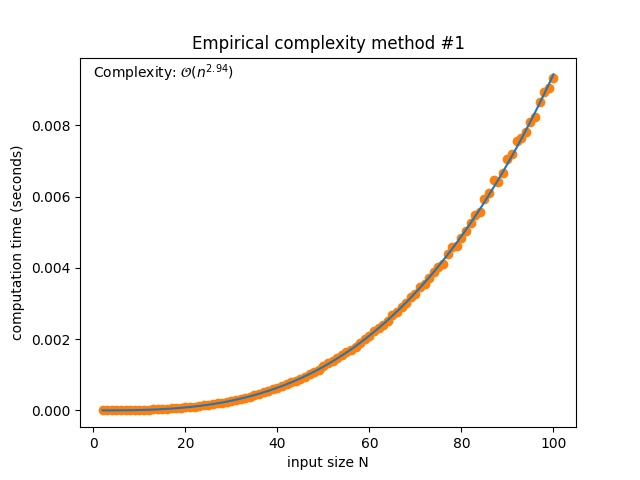 Empirical complexity method #1
Complexity: 𝒪(n^2.94)
computation time (seconds)
0.008
0.006
0.004
0.002
0.000
0 20 40 60 80 100
input size N